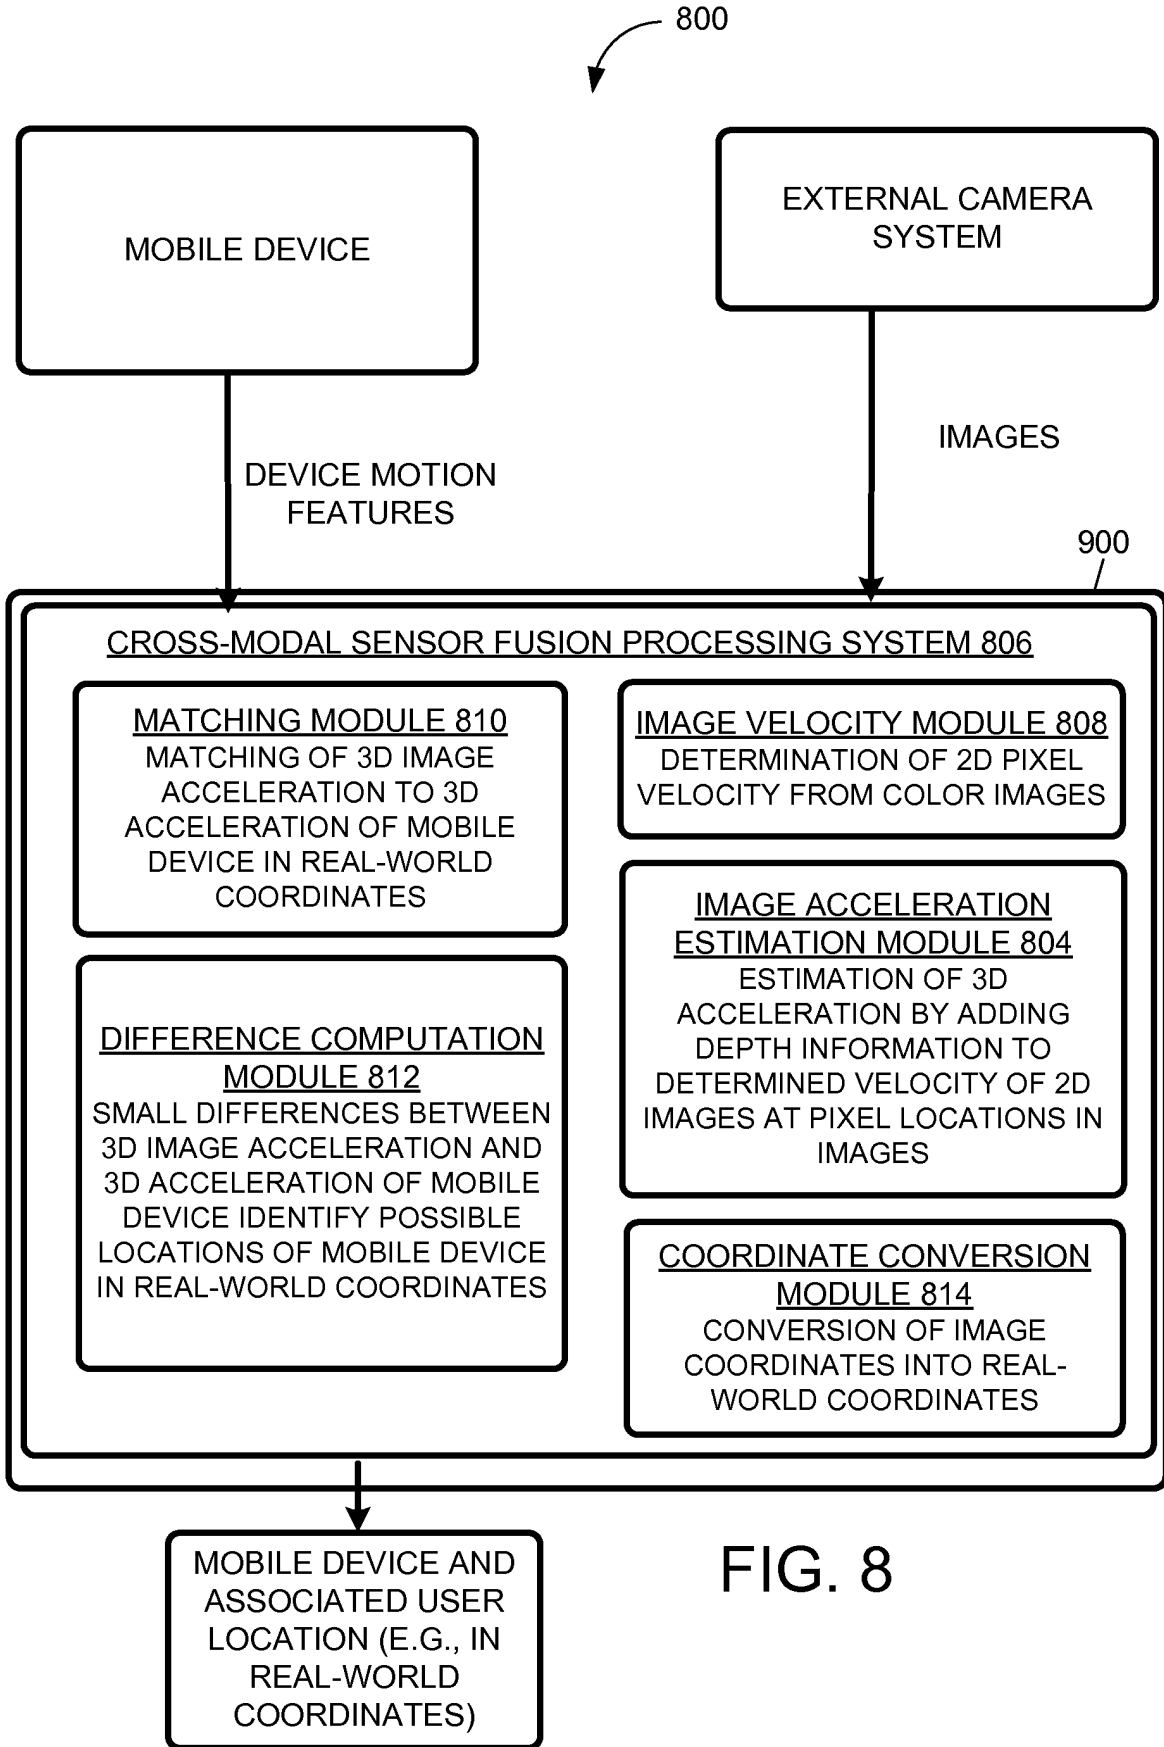 800
MOBILE DEVICE
EXTERNAL CAMERA
SYSTEM
DEVICE MOTION
FEATURES
IMAGES
900
CROSS-MODAL SENSOR FUSION PROCESSING SYSTEM 806
MATCHING MODULE 810
MATCHING OF 3D IMAGE
ACCELERATION TO 3D
ACCELERATION OF MOBILE
DEVICE IN REAL-WORLD
COORDINATES
DIFFERENCE COMPUTATION
MODULE 812
SMALL DIFFERENCES BETWEEN
3D IMAGE ACCELERATION AND
3D ACCELERATION OF MOBILE
DEVICE IDENTIFY POSSIBLE
LOCATIONS OF MOBILE DEVICE
IN REAL-WORLD COORDINATES
IMAGE VELOCITY MODULE 808
DETERMINATION OF 2D PIXEL
VELOCITY FROM COLOR IMAGES
IMAGE ACCELERATION
ESTIMATION MODULE 804
ESTIMATION OF 3D
ACCELERATION BY ADDING
DEPTH INFORMATION TO
DETERMINED VELOCITY OF 2D
IMAGES AT PIXEL LOCATIONS IN
IMAGES
COORDINATE CONVERSION
MODULE 814
CONVERSION OF IMAGE
COORDINATES INTO REAL-
WORLD COORDINATES
MOBILE DEVICE AND
ASSOCIATED USER
LOCATION (E.G., IN
REAL-WORLD
COORDINATES)
FIG. 8